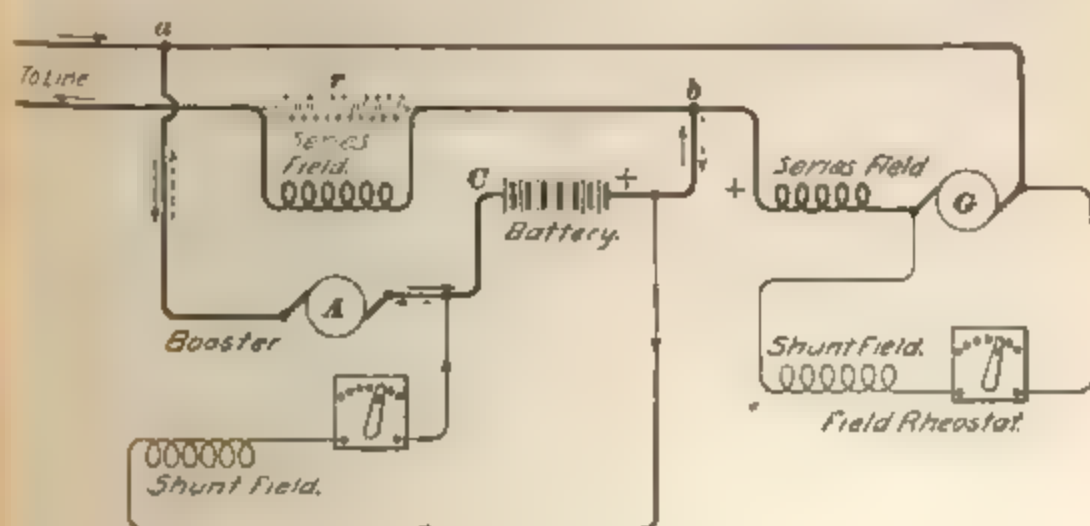 a
To Line
r
b
Series
Field.
Series Field
C
+
+
G
Battery.
A
Booster
Shunt Field.
Field Rheostat.
Shunt Field.